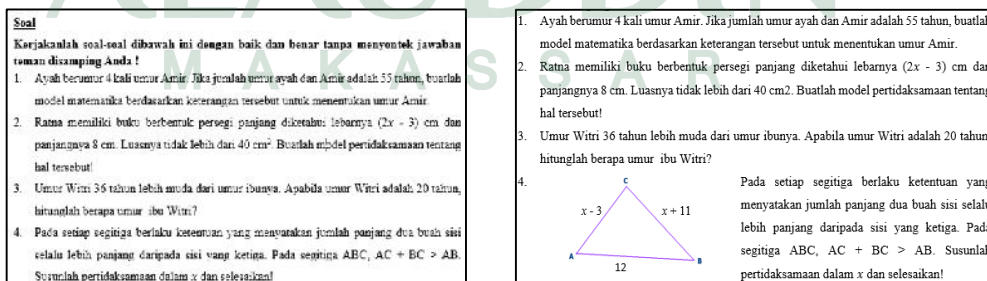 Soal
Kerjakanlah soal-soal dibawah ini dengan baik dan benar tanpa menyontek jawaban
teman disamping Anda !
1. Ayah berumur 4 kali umur Amir. Jika jumlah umur ayah dan Amir adalah 55 tahun, buatlah
model matematika berdasarkan keterangan tersebut untuk menentukan umur Amir.
2. Ratna memiliki buku berbentuk persegi panjang diketahui lebarnya (2x - 3) cm dan
panjangnya 8 cm. Luasnya tidak lebih dari 40 cm². Buatlah model pertidaksamaan tentang
hal tersebut!
3. Umur Witri 36 tahun lebih muda dari umur ibunya. Apabila umur Witri adalah 20 tahun,
hitunglah berapa umur ibu Witri?
4. Pada setiap segitiga berlaku ketentuan yang menyatakan jumlah panjang dua buah sisi
selalu lebih panjang daripada sisi yang ketiga. Pada segitiga ABC, AC + BC > AB.
Susunlah pertidaksamaan dalam x dan selesaikan!
1. Ayah berumur 4 kali umur Amir. Jika jumlah umur ayah dan Amir adalah 55 tahun, buatlah
model matematika berdasarkan keterangan tersebut untuk menentukan umur Amir.
2. Ratna memiliki buku berbentuk persegi panjang diketahui lebarnya (2x - 3) cm dan
panjangnya 8 cm. Luasnya tidak lebih dari 40 cm2. Buatlah model pertidaksamaan tentang
hal tersebut!
3. Umur Witri 36 tahun lebih muda dari umur ibunya. Apabila umur Witri adalah 20 tahun
hitunglah berapa umur ibu Witri?
4.
C
x - 3
x + 11
A
B
12
Pada setiap segitiga berlaku ketentuan yang
menyatakan jumlah panjang dua buah sisi selalu
lebih panjang daripada sisi yang ketiga. Pada
segitiga ABC, AC + BC > AB. Susunlah
pertidaksamaan dalam x dan selesaikan!
M A K A S S A R